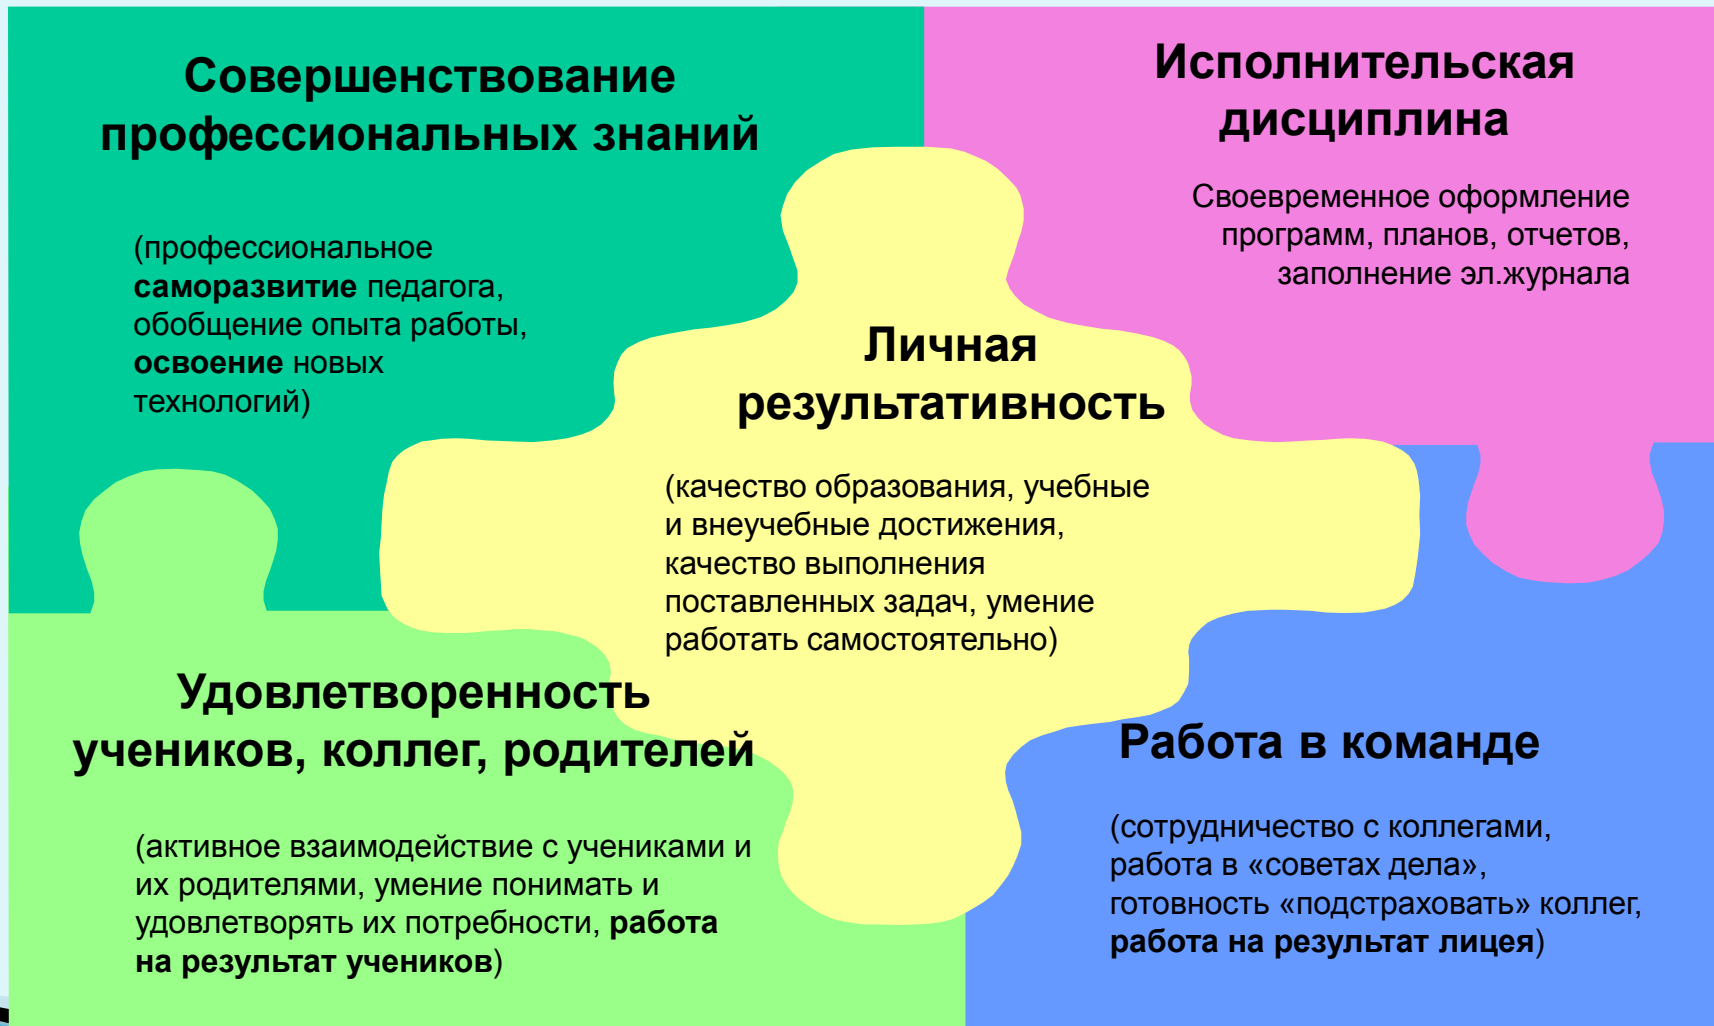 Совершенствование
профессиональных знаний
(профессиональное
саморазвитие педагога,
обобщение опыта работы,
освоение новых
технологий)
Исполнительская
дисциплина
Своевременное оформление
программ, планов, отчетов,
заполнение эл.журнала
Личная
результативность
(качество образования, учебные
и внеучебные достижения,
качество выполнения
поставленных задач, умение
работать самостоятельно)
Удовлетворенность
учеников, коллег, родителей
(активное взаимодействие с учениками и
их родителями, умение понимать и
удовлетворять их потребности, работа
на результат учеников)
Работа в команде
(сотрудничество с коллегами,
работа в «советах дела»,
готовность «подстраховать» коллег,
работа на результат лицея)